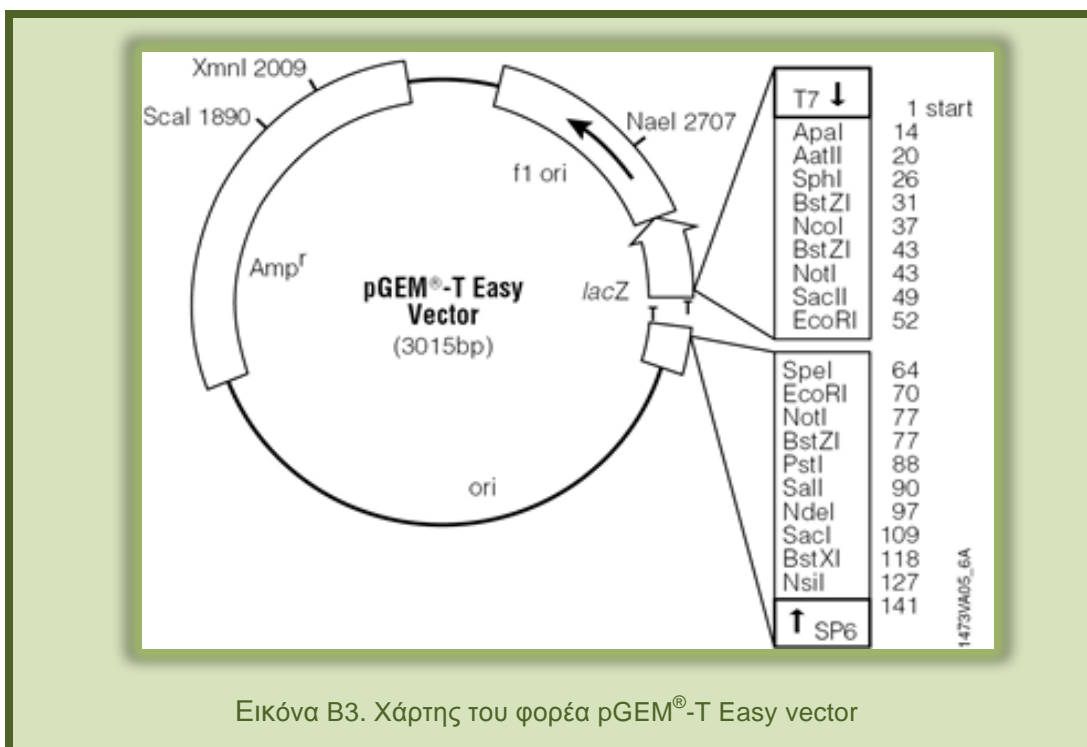 XmnI 2009
ScaI 1890
NaeI 2707
f1 ori
Amp^r
pGEM®-T Easy
Vector
(3015bp)
lacZ
T T
ori
T7 ↓
1 start
ApaI 14
AatII 20
SphI 26
BstZI 31
NcoI 37
BstZI 43
NotI 43
SacII 49
EcoRI 52
SpeI 64
EcoRI 70
NotI 77
BstZI 77
PstI 88
SalI 90
NdeI 97
SacI 109
BstXI 118
NsiI 127
141
↑ SP6
1473VA05_6A
Εικόνα Β3. Χάρτης του φορέα pGEM®-T Easy vector